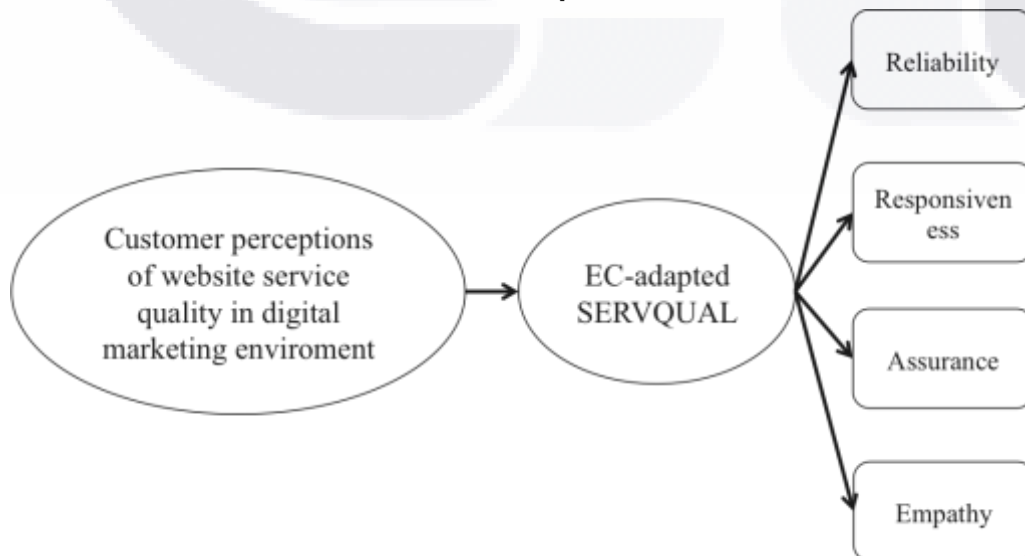 Reliability
Responsiven
ess
Customer perceptions
of website service
quality in digital
marketing enviroment
EC-adapted
SERVQUAL
Assurance
Empathy